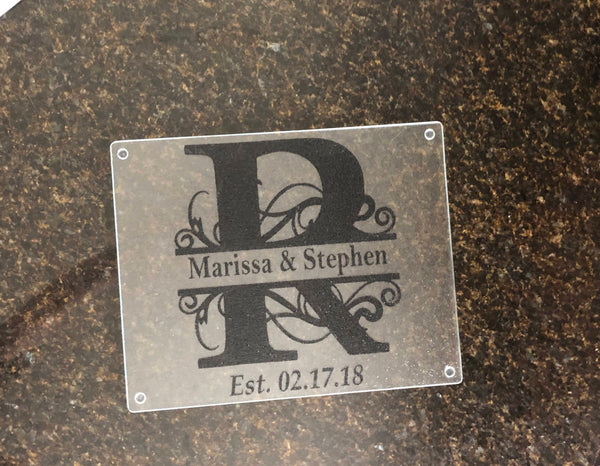 R
Marissa & Stephen
Est. 02.17.18